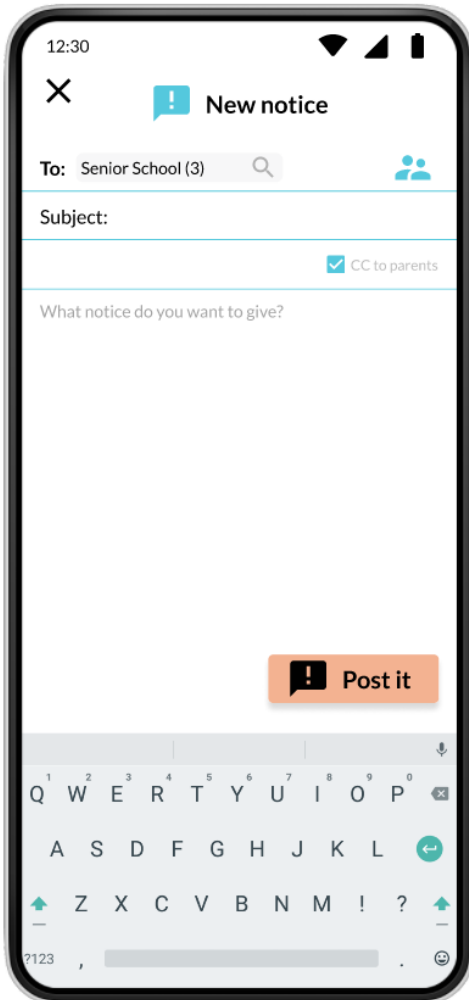 12:30
New notice
To: Senior School (3)
Subject:
CC to parents
What notice do you want to give?
Post it
1 2 3 4 5 6 7 8 9 0
Q W E R T Y U I O P
A S D F G H J K L
Z X C V B N M ! ?
?123 , .